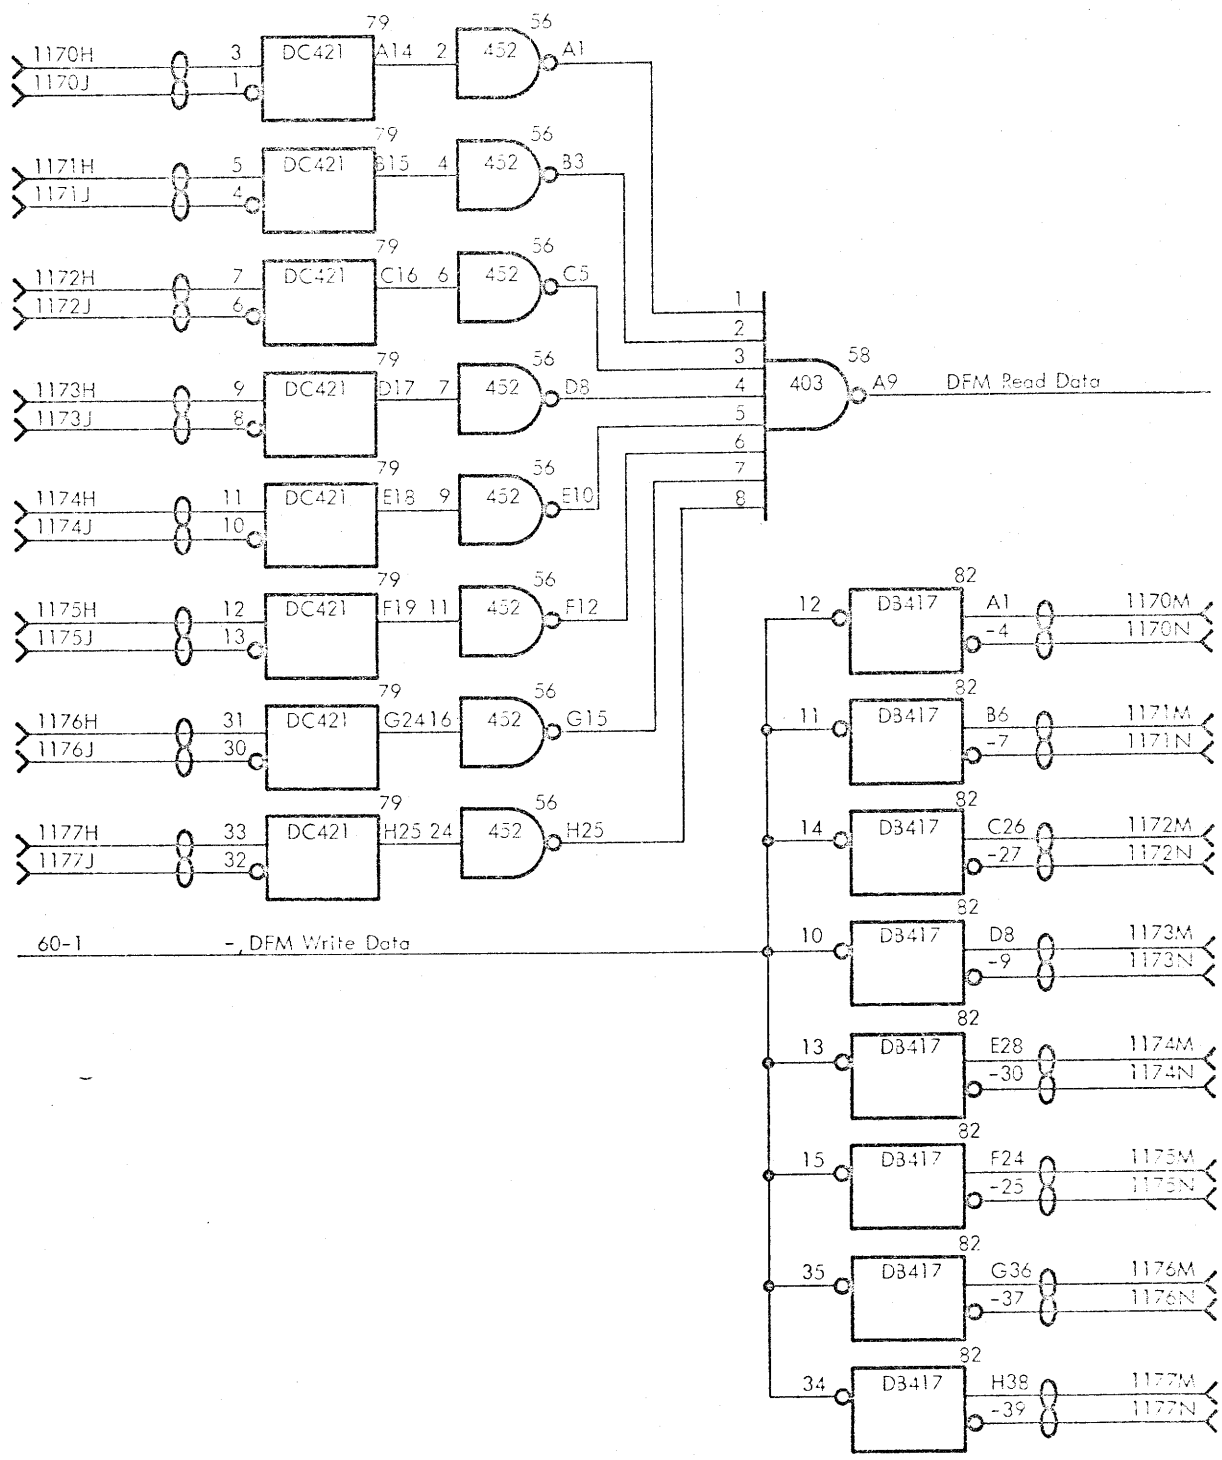 79 56
1170H 3 DC421 A14 2 452 A1
1170J 1
79 56
1171H 5 DC421 B15 4 452 B3
1171J 4
79 56
1172H 7 DC421 C16 6 452 C5
1172J 6
1
2
79 56 3 58
1173H 9 DC421 D17 7 452 D8 4 403 A9 DFM Read Data
1173J 8 5
6
79 56 7
1174H 11 DC421 E18 9 452 E10 8
1174J 10
79 56 82
1175H 12 DC421 F19 11 452 F12 12 DB417 A1 1170M
1175J 13 -4 1170N
79 56 82
1176H 31 DC421 G24 16 452 G15 11 DB417 B6 1171M
1176J 30 -7 1171N
79 56 82
1177H 33 DC421 H25 24 452 H25 14 DB417 C26 1172M
1177J 32 -27 1172N
82
60-1 -, DFM Write Data 10 DB417 D8 1173M
-9 1173N
82
13 DB417 E28 1174M
-30 1174N
82
15 DB417 F24 1175M
-25 1175N
82
35 DB417 G36 1176M
-37 1176N
82
34 DB417 H38 1177M
-39 1177N